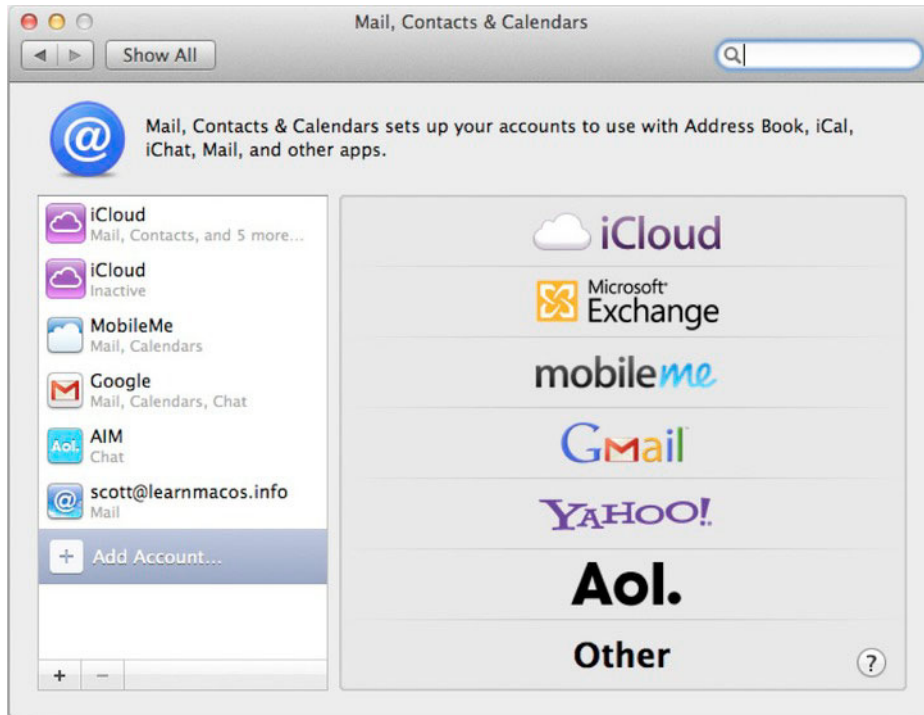 Mail, Contacts & Calendars
Show All
Mail, Contacts & Calendars sets up your accounts to use with Address Book, iCal,
iChat, Mail, and other apps.
iCloud
Mail, Contacts, and 5 more...
iCloud
Inactive
MobileMe
Mail, Calendars
Google
Mail, Calendars, Chat
Aol.
AIM
Chat
scott@learnmacos.info
Mail
Add Account...
iCloud
Microsoft
Exchange
mobileme
Gmail
YAHOO!
Aol.
Other
?